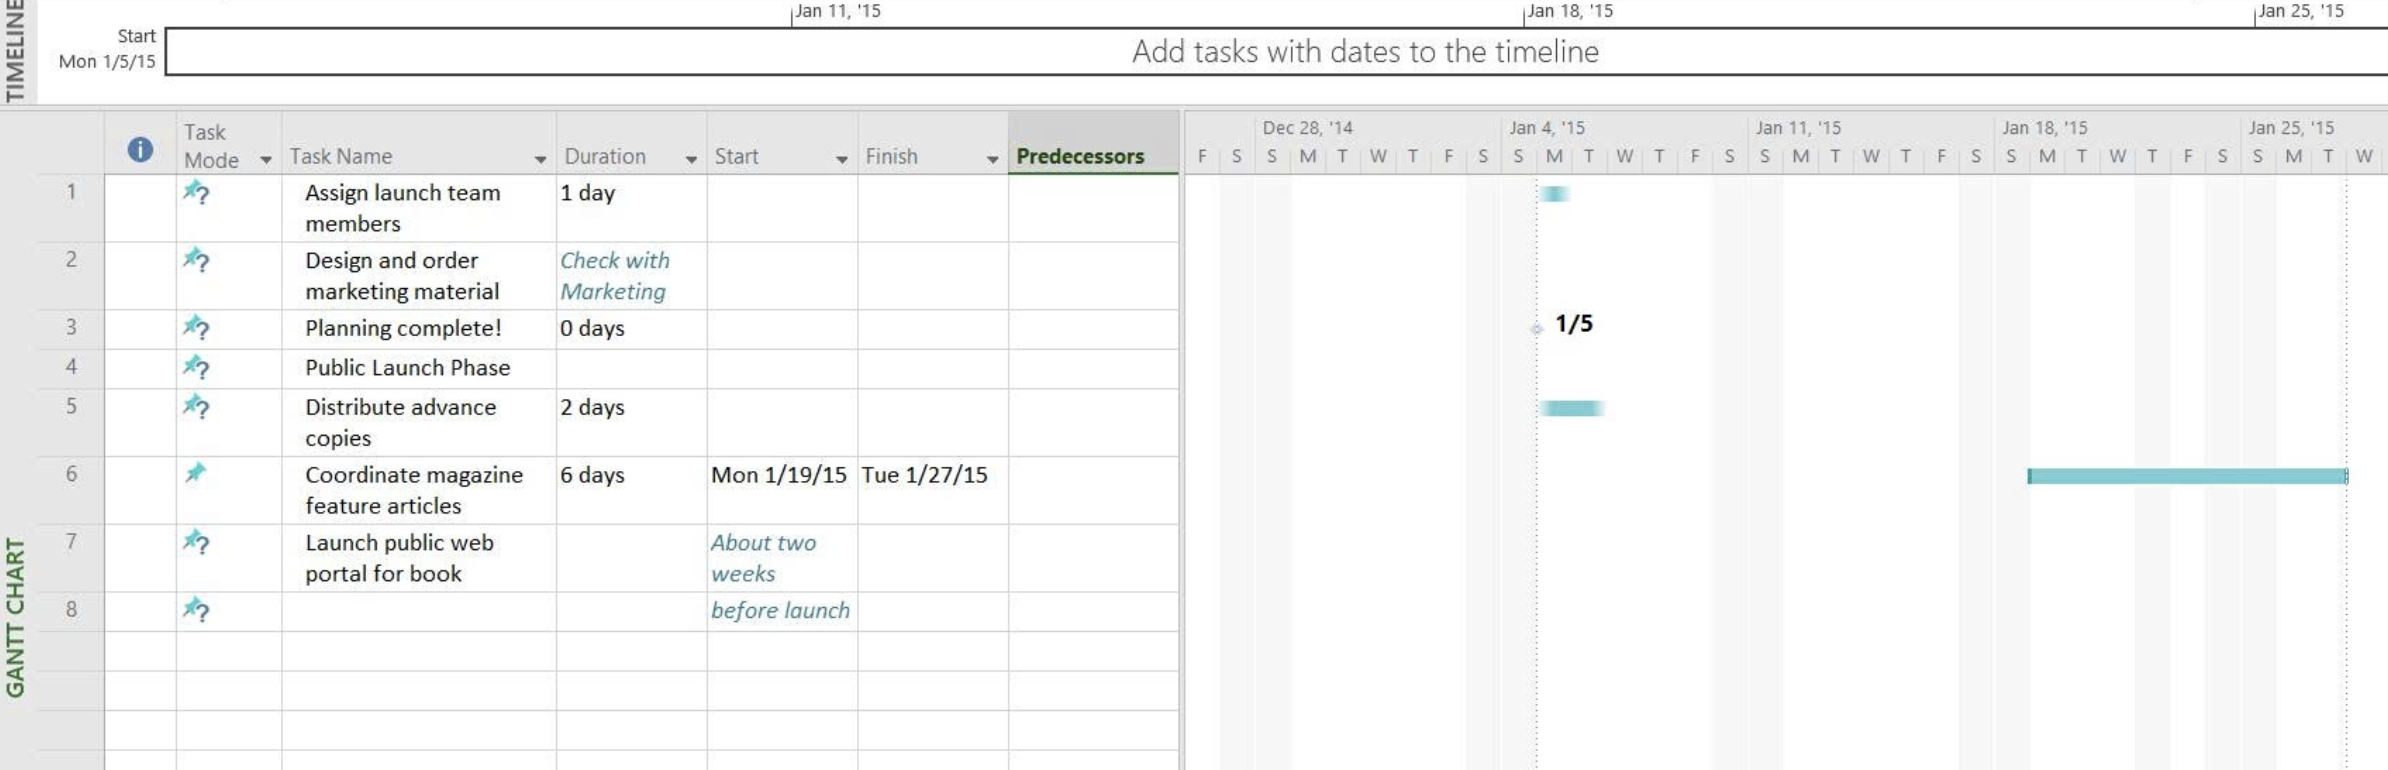 TIMELINE
Jan 11, '15
Jan 18, '15
Jan 25, '15
Start
Mon 1/5/15
Add tasks with dates to the timeline
GANTT CHART
Task Mode
Task Name
Duration
Start
Finish
Predecessors
Dec 28, '14
Jan 4, '15
Jan 11, '15
Jan 18, '15
Jan 25, '15
F S S M T W T F S S M T W T F S S M T W T F S S M T W T F S S M T W
1
Assign launch team
members
1 day
2
Design and order
marketing material
Check with
Marketing
3
Planning complete!
0 days
1/5
4
Public Launch Phase
5
Distribute advance
copies
2 days
6
Coordinate magazine
feature articles
6 days
Mon 1/19/15
Tue 1/27/15
7
Launch public web
portal for book
About two
weeks
8
before launch